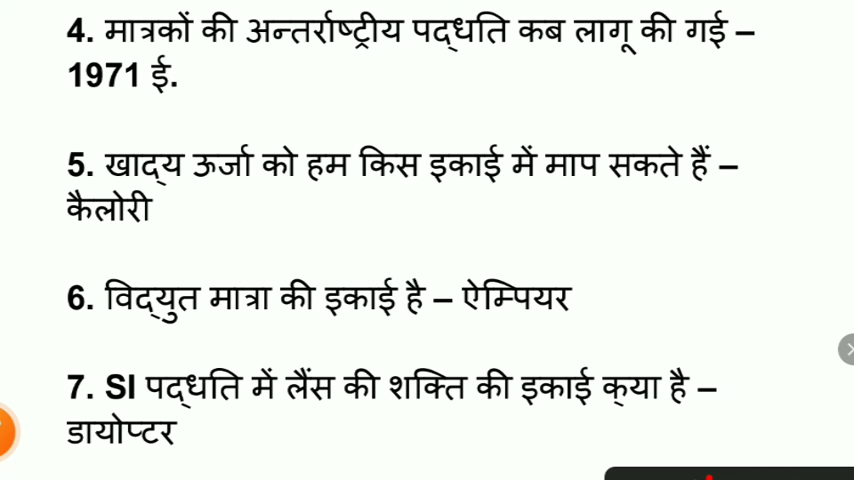 4. मात्रकों की अन्तर्राष्ट्रीय पद्धति कब लागू की गई –
1971 ई.
5. खाद्य ऊर्जा को हम किस इकाई में माप सकते हैं –
कैलोरी
6. विद्युत मात्रा की इकाई है – ऐम्पियर
7. SI पद्धति में लैंस की शक्ति की इकाई क्या है –
डायोप्टर